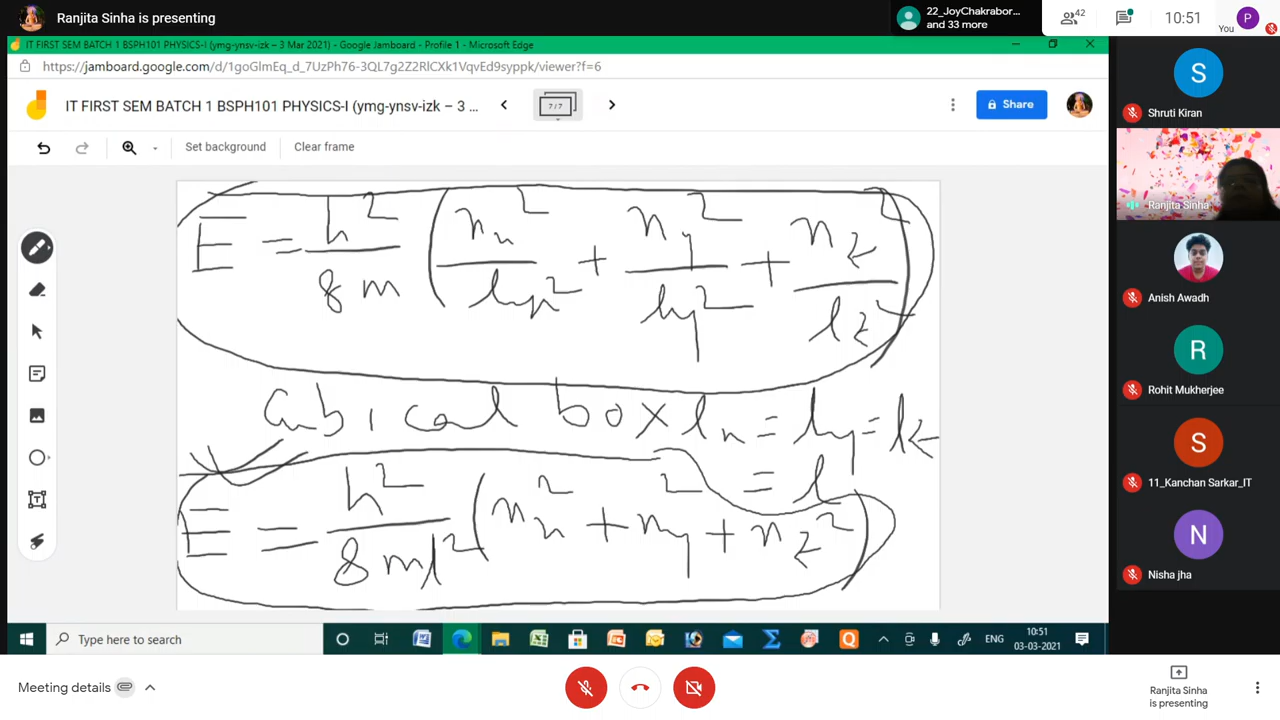 Ranjita Sinha is presenting
22_JoyChakrabor...
and 33 more
42
10:51
You
P
IT FIRST SEM BATCH 1 BSPH101 PHYSICS-I (ymg-ynsv-izk – 3 Mar 2021) - Google Jamboard - Profile 1 - Microsoft Edge
https://jamboard.google.com/d/1goGlmEq_d_7UzPh76-3QL7g2Z2RlCXk1VqvEd9syppk/viewer?f=6
IT FIRST SEM BATCH 1 BSPH101 PHYSICS-I (ymg-ynsv-izk – 3 ...
7 / 7
Share
Set background
Clear frame
E = h²/8m (nx²/lx² + ny²/ly² + nz²/lz²)
Cubical box lx = ly = lz
= l
E = h²/8ml² (nx² + ny² + nz²)
S
Shruti Kiran
Ranjita Sinha
Anish Awadh
R
Rohit Mukherjee
S
11_Kanchan Sarkar_IT
N
Nisha jha
Type here to search
ENG
10:51
03-03-2021
Meeting details
Ranjita Sinha
is presenting